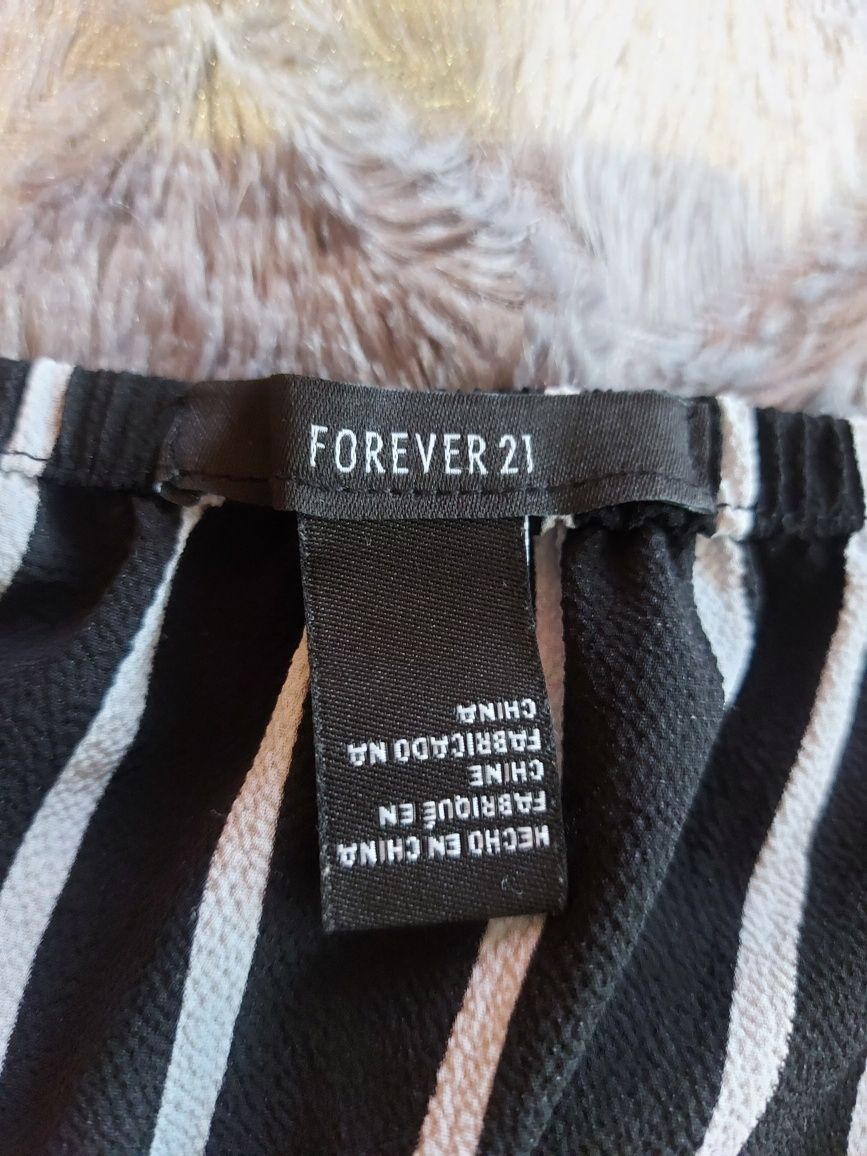 FOREVER 21
HECHO EN CHINA
FABRIQUÉ EN
CHINE
FABRICADO NA
CHINA